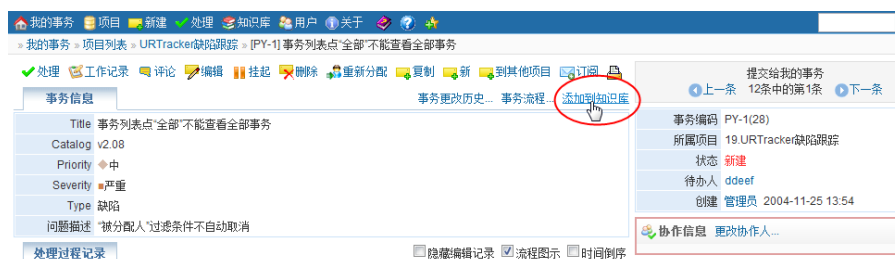 我的事务 项目 新建 处理 知识库 用户 关于
» 我的事务 » 项目列表 » URTracker缺陷跟踪 » [PY-1] 事务列表点“全部”不能查看全部事务
处理 工作记录 评论 编辑 挂起 删除 重新分配 复制 新 到其他项目 订阅
事务信息 事务更改历史... 事务流程... 添加到知识库
Title 事务列表点“全部”不能查看全部事务
Catalog v2.08
Priority 中
Severity 严重
Type 缺陷
问题描述 “被分配人”过滤条件不自动取消
处理过程记录 隐藏编辑记录 流程图示 时间倒序
提交给我的事务
上一条 12条中的第1条 下一条
事务编码 PY-1(28)
所属项目 19.URTracker缺陷跟踪
状态 新建
待办人 ddeef
创建 管理员 2004-11-25 13:54
协作信息 更改协作人...